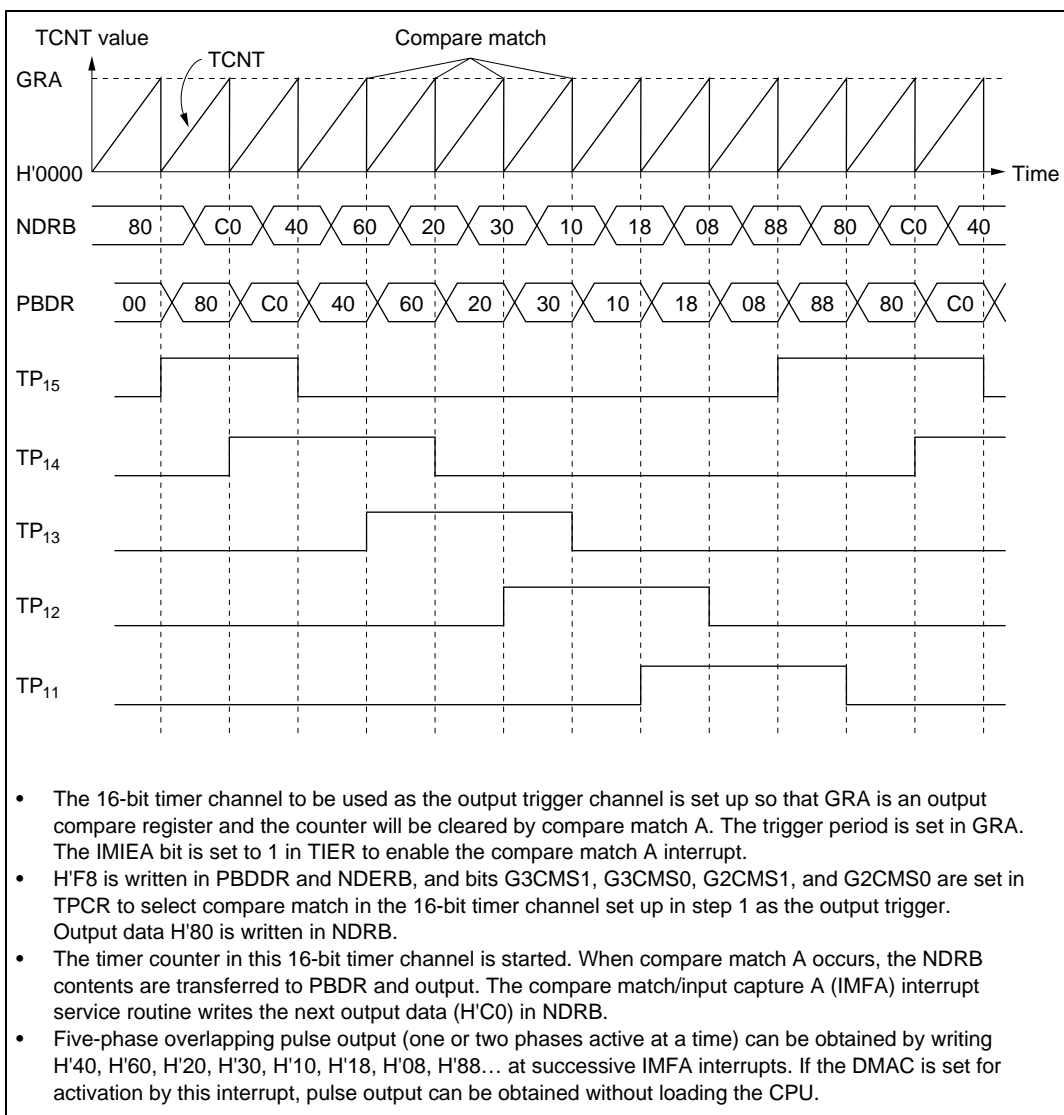 TCNT value
Compare match
TCNT
GRA
H'0000
Time
NDRB 80 C0 40 60 20 30 10 18 08 88 80 C0 40
PBDR 00 80 C0 40 60 20 30 10 18 08 88 80 C0
TP15
TP14
TP13
TP12
TP11
• The 16-bit timer channel to be used as the output trigger channel is set up so that GRA is an output
compare register and the counter will be cleared by compare match A. The trigger period is set in GRA.
The IMIEA bit is set to 1 in TIER to enable the compare match A interrupt.
• H'F8 is written in PBDDR and NDERB, and bits G3CMS1, G3CMS0, G2CMS1, and G2CMS0 are set in
TPCR to select compare match in the 16-bit timer channel set up in step 1 as the output trigger.
Output data H'80 is written in NDRB.
• The timer counter in this 16-bit timer channel is started. When compare match A occurs, the NDRB
contents are transferred to PBDR and output. The compare match/input capture A (IMFA) interrupt
service routine writes the next output data (H'C0) in NDRB.
• Five-phase overlapping pulse output (one or two phases active at a time) can be obtained by writing
H'40, H'60, H'20, H'30, H'10, H'18, H'08, H'88… at successive IMFA interrupts. If the DMAC is set for
activation by this interrupt, pulse output can be obtained without loading the CPU.